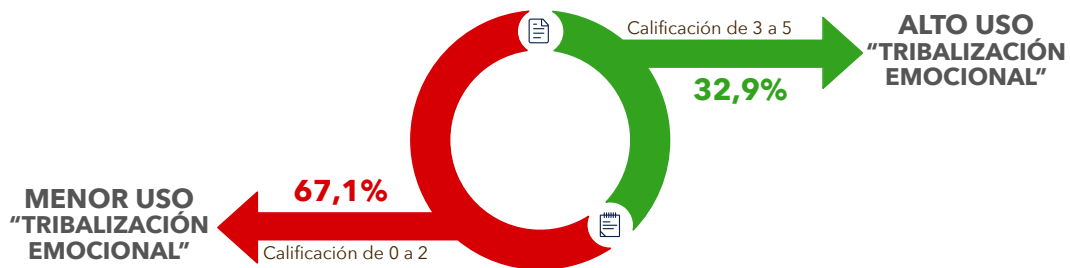 Calificación de 3 a 5
32,9%
ALTO USO
“TRIBALIZACIÓN
EMOCIONAL”
MENOR USO
“TRIBALIZACIÓN
EMOCIONAL”
67,1%
Calificación de 0 a 2